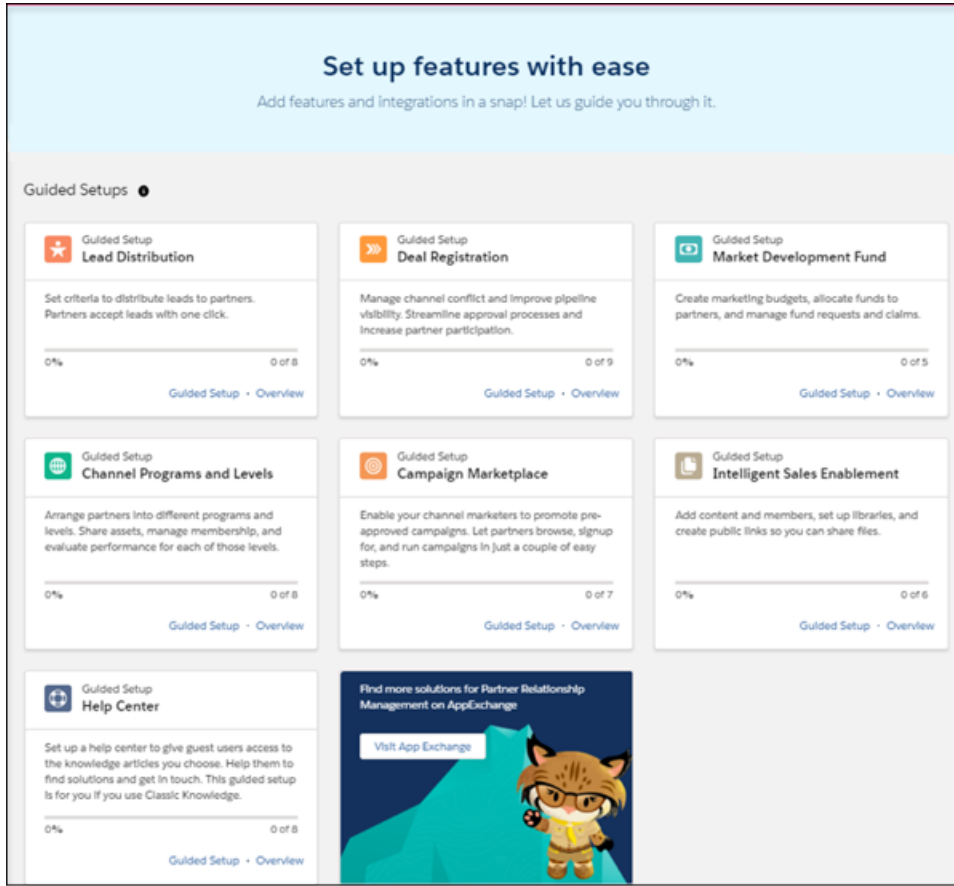 Set up features with ease
Add features and integrations in a snap! Let us guide you through it.
Guided Setups
Guided Setup
Lead Distribution
Set criteria to distribute leads to partners.
Partners accept leads with one click.
0%
0 of 8
Guided Setup • Overview
Guided Setup
Deal Registration
Manage channel conflict and improve pipeline
visibility. Streamline approval processes and
increase partner participation.
0%
0 of 9
Guided Setup • Overview
Guided Setup
Market Development Fund
Create marketing budgets, allocate funds to
partners, and manage fund requests and claims.
0%
0 of 5
Guided Setup • Overview
Guided Setup
Channel Programs and Levels
Arrange partners into different programs and
levels. Share assets, manage membership, and
evaluate performance for each of those levels.
0%
0 of 8
Guided Setup • Overview
Guided Setup
Campaign Marketplace
Enable your channel marketers to promote pre-
approved campaigns. Let partners browse, signup
for, and run campaigns in just a couple of easy
steps.
0%
0 of 7
Guided Setup • Overview
Guided Setup
Intelligent Sales Enablement
Add content and members, set up libraries, and
create public links so you can share files.
0%
0 of 6
Guided Setup • Overview
Guided Setup
Help Center
Set up a help center to give guest users access to
the knowledge articles you choose. Help them to
find solutions and get in touch. This guided setup
is for you if you use Classic Knowledge.
0%
0 of 8
Guided Setup • Overview
Find more solutions for Partner Relationship
Management on AppExchange
Visit App Exchange